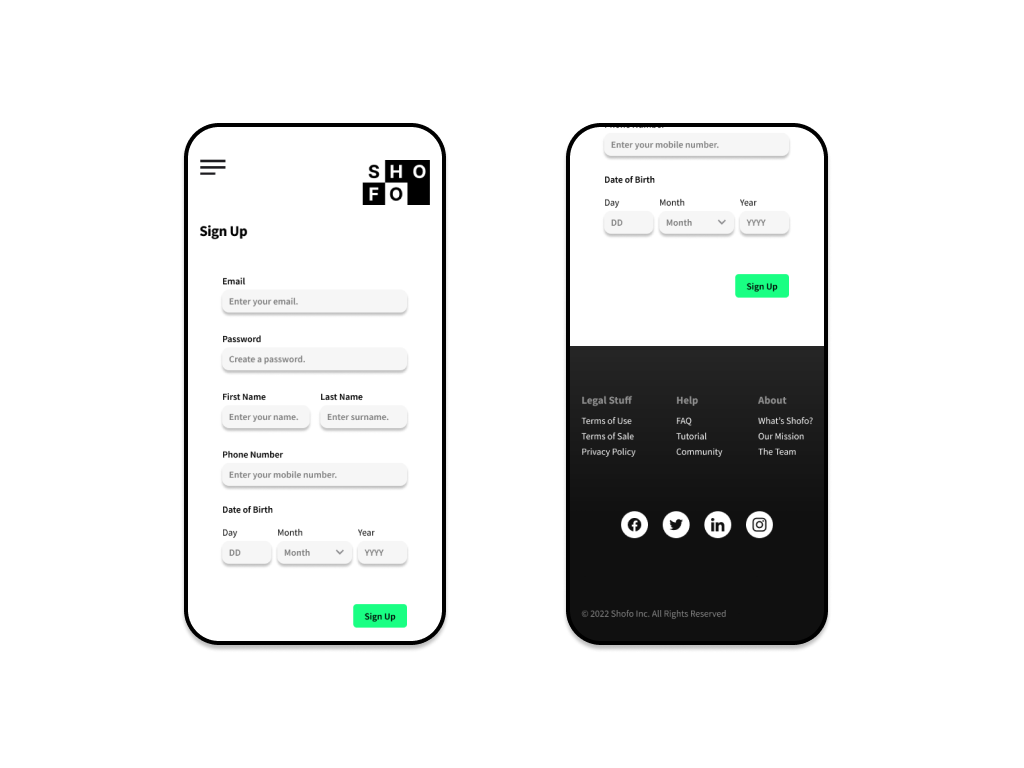 SHO
FO
Sign Up
Email
Enter your email.
Password
Create a password.
First Name Last Name
Enter your name. Enter surname.
Phone Number
Enter your mobile number.
Date of Birth
Day Month Year
DD Month YYYY
Sign Up
Phone Number
Enter your mobile number.
Date of Birth
Day Month Year
DD Month YYYY
Sign Up
Legal Stuff Help About
Terms of Use FAQ What's Shofo?
Terms of Sale Tutorial Our Mission
Privacy Policy Community The Team
in
© 2022 Shofo Inc. All Rights Reserved